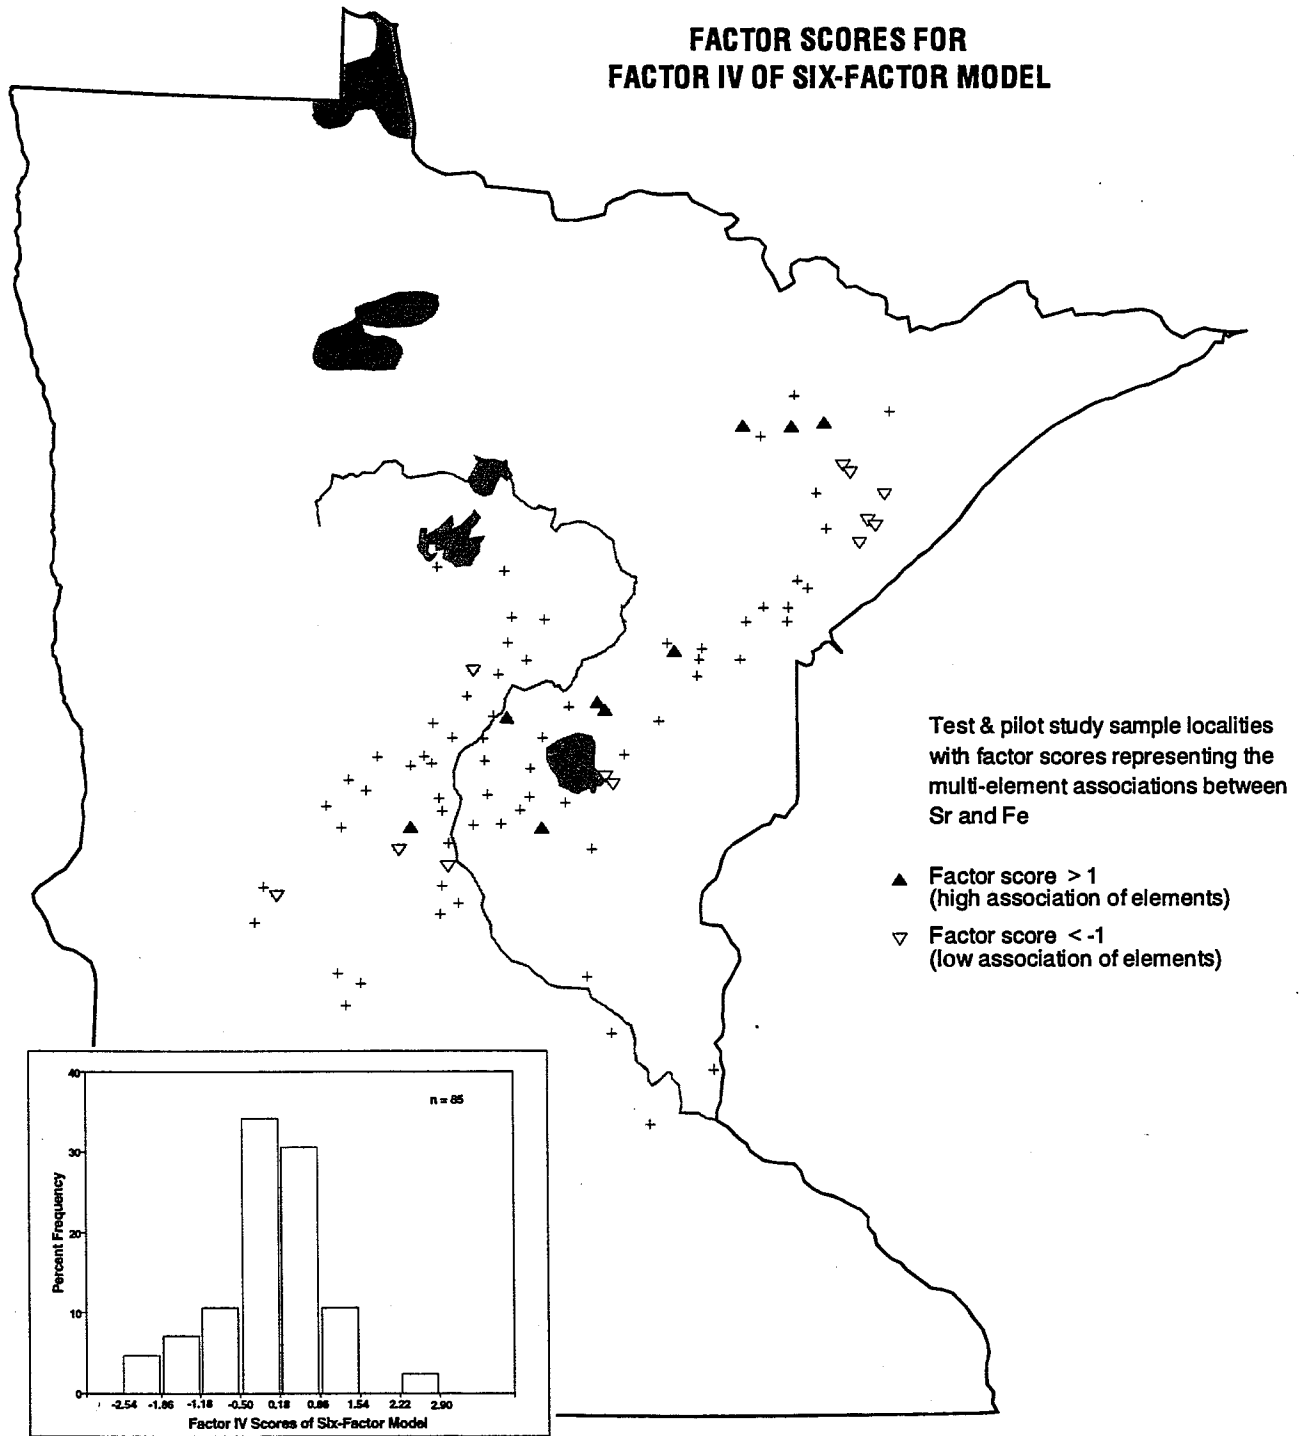 FACTOR SCORES FOR
FACTOR IV OF SIX-FACTOR MODEL
Test & pilot study sample localities
with factor scores representing the
multi-element associations between
Sr and Fe
Factor score > 1
(high association of elements)
Factor score < -1
(low association of elements)
n = 85
Percent Frequency
40
30
20
10
0
-2.54 -1.86 -1.18 -0.50 0.18 0.86 1.54 2.22 2.90
Factor IV Scores of Six-Factor Model